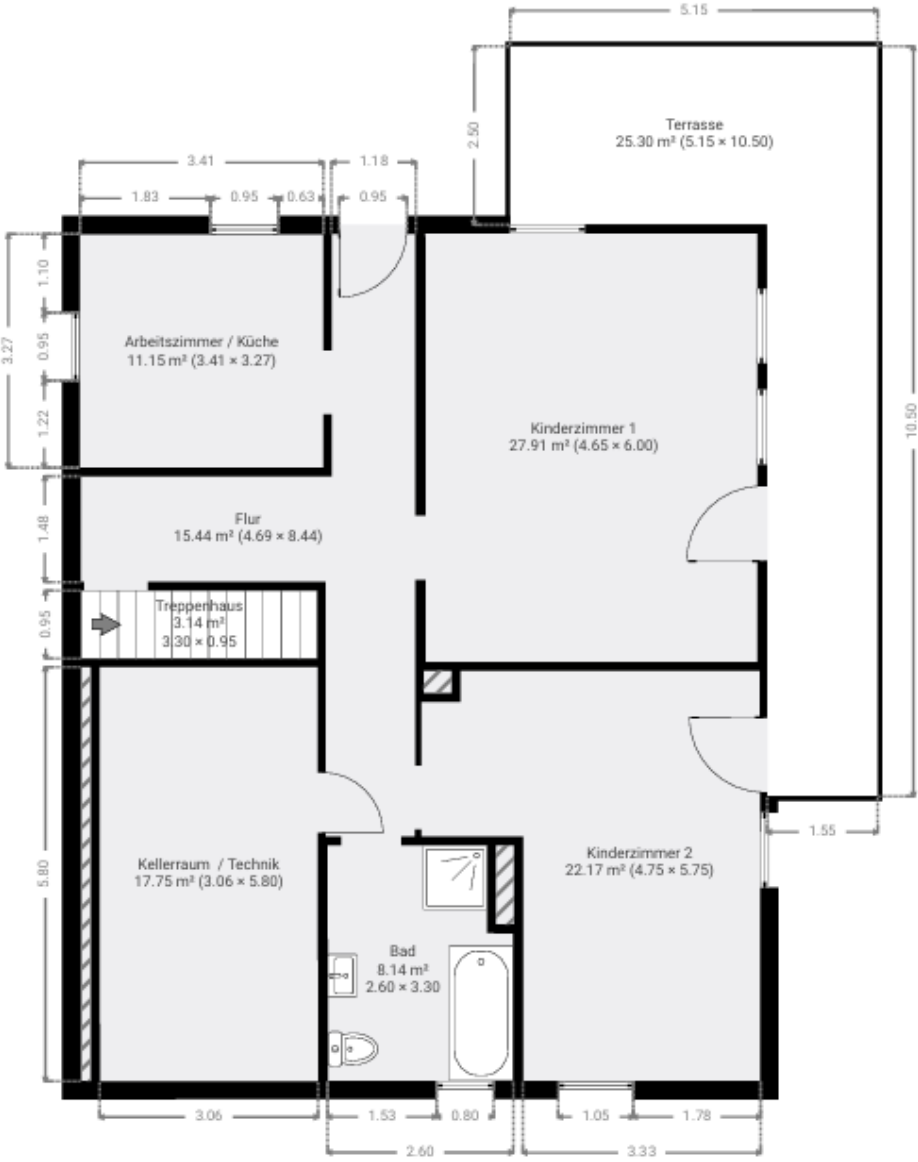 5.15
Terrasse
25.30 m² (5.15 × 10.50)
2.50
3.41
1.18
1.83
0.95
0.63
0.95
1.10
3.27
0.95
1.22
Arbeitszimmer / Küche
11.15 m² (3.41 × 3.27)
Kinderzimmer 1
27.91 m² (4.65 × 6.00)
10.50
1.48
Flur
15.44 m² (4.69 × 8.44)
0.95
Treppenhaus
3.14 m²
3.30 × 0.95
1.55
5.80
Kellerraum / Technik
17.75 m² (3.06 × 5.80)
Kinderzimmer 2
22.17 m² (4.75 × 5.75)
Bad
8.14 m²
2.60 × 3.30
3.06
1.53
0.80
1.05
1.78
2.60
3.33